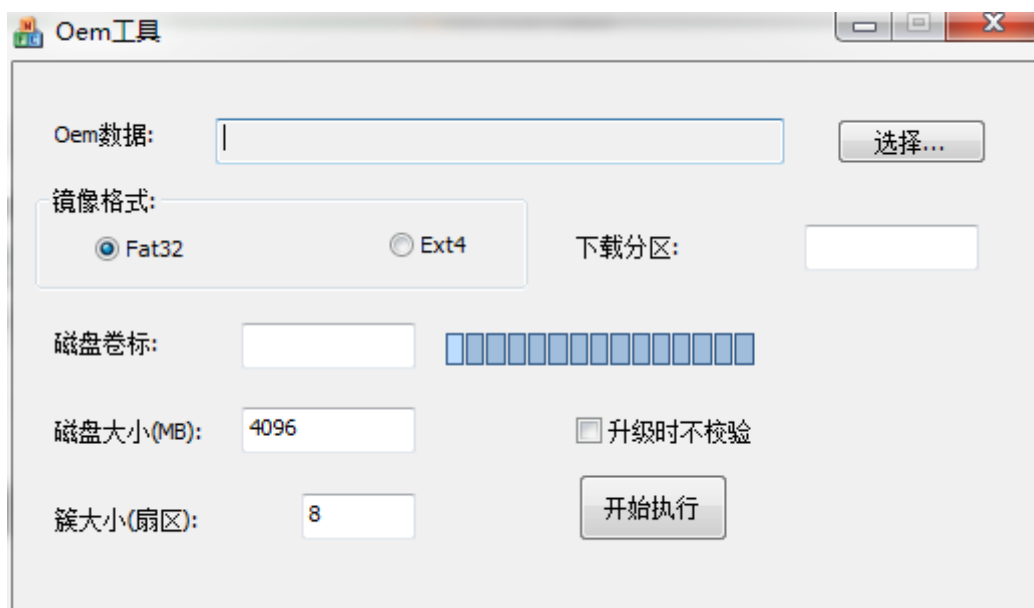 Oem工具
Oem数据:
选择...
镜像格式:
Fat32
Ext4
下载分区:
磁盘卷标:
磁盘大小(MB):
4096
升级时不校验
簇大小(扇区):
8
开始执行